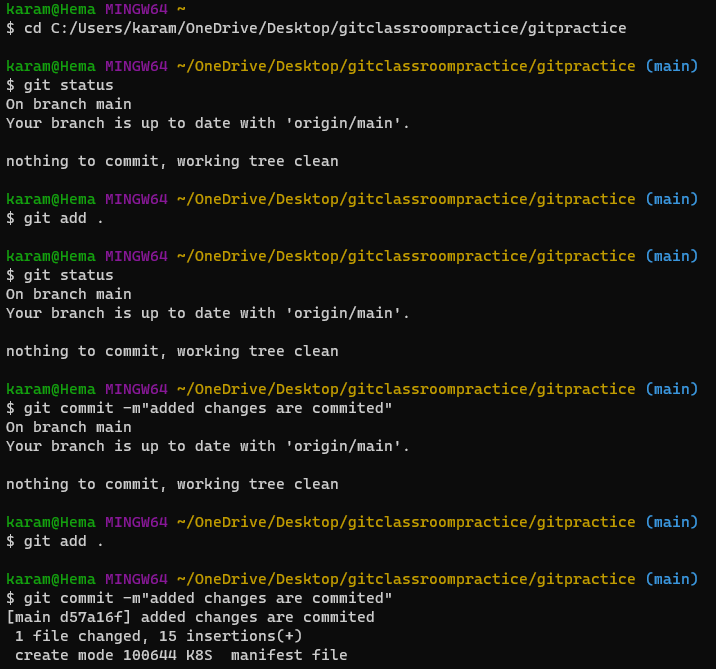 karam@Hema MINGW64 ~
$ cd C:/Users/karam/OneDrive/Desktop/gitclassroompractice/gitpractice
karam@Hema MINGW64 ~/OneDrive/Desktop/gitclassroompractice/gitpractice (main)
$ git status
On branch main
Your branch is up to date with 'origin/main'.
nothing to commit, working tree clean
karam@Hema MINGW64 ~/OneDrive/Desktop/gitclassroompractice/gitpractice (main)
$ git add .
karam@Hema MINGW64 ~/OneDrive/Desktop/gitclassroompractice/gitpractice (main)
$ git status
On branch main
Your branch is up to date with 'origin/main'.
nothing to commit, working tree clean
karam@Hema MINGW64 ~/OneDrive/Desktop/gitclassroompractice/gitpractice (main)
$ git commit -m"added changes are commited"
On branch main
Your branch is up to date with 'origin/main'.
nothing to commit, working tree clean
karam@Hema MINGW64 ~/OneDrive/Desktop/gitclassroompractice/gitpractice (main)
$ git add .
karam@Hema MINGW64 ~/OneDrive/Desktop/gitclassroompractice/gitpractice (main)
$ git commit -m"added changes are commited"
[main d57a16f] added changes are commited
 1 file changed, 15 insertions(+)
 create mode 100644 K8S  manifest file